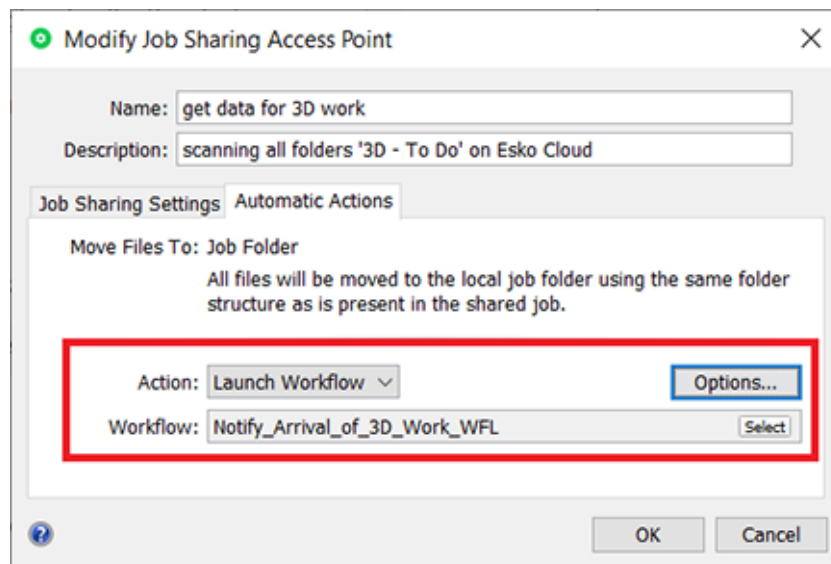 Modify Job Sharing Access Point
Name: get data for 3D work
Description: scanning all folders '3D - To Do' on Esko Cloud
Job Sharing Settings Automatic Actions
Move Files To: Job Folder
All files will be moved to the local job folder using the same folder
structure as is present in the shared job.
Action: Launch Workflow Options...
Workflow: Notify_Arrival_of_3D_Work_WFL Select
? OK Cancel